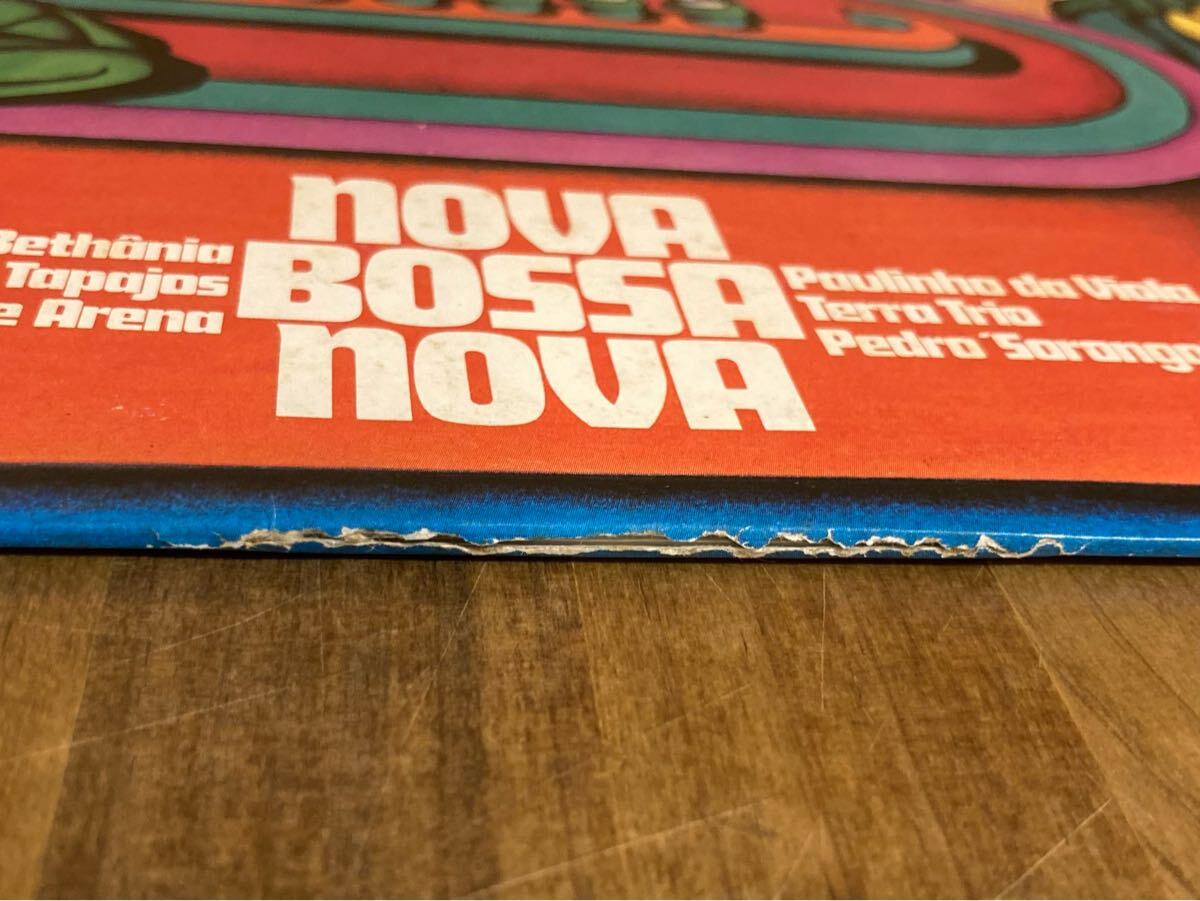 NOVA
BOSSA
NOVA
Bethânia
Tapajos
e Arena
Paulinho da Viola
Terra Trio
Pedro "Sorongo